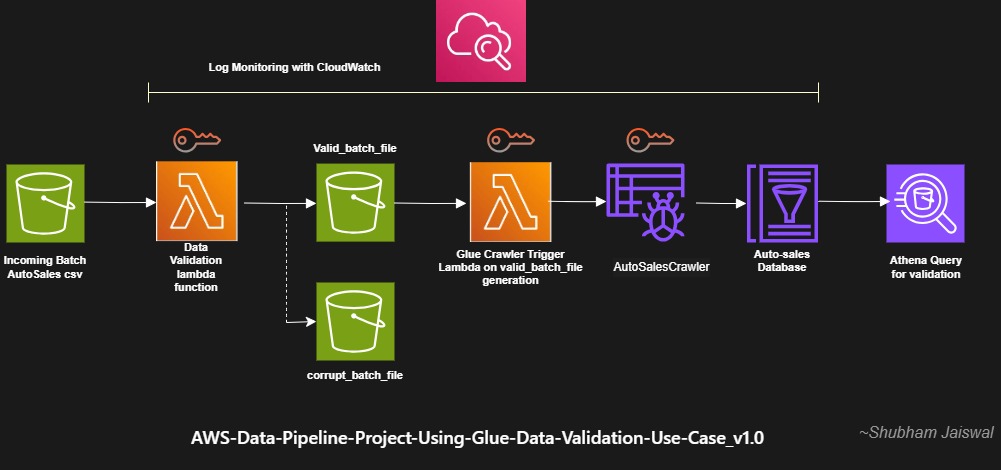 Log Monitoring with CloudWatch
Valid_batch_file
Incoming Batch
AutoSales csv
Data
Validation
lambda
function
Glue Crawler Trigger
Lambda on valid_batch_file
generation
AutoSalesCrawler
Auto-sales
Database
Athena Query
for validation
corrupt_batch_file
AWS-Data-Pipeline-Project-Using-Glue-Data-Validation-Use-Case_v1.0
~Shubham Jaiswal